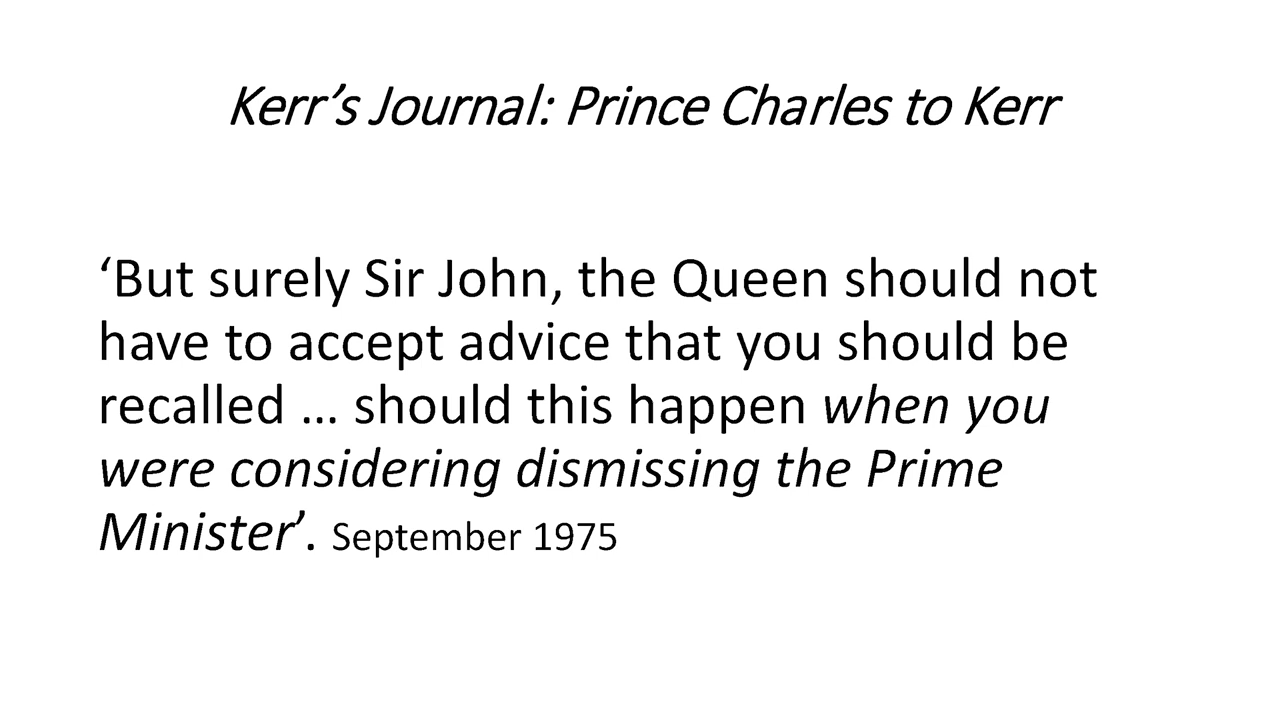 Kerr’s Journal: Prince Charles to Kerr
‘But surely Sir John, the Queen should not
have to accept advice that you should be
recalled … should this happen when you
were considering dismissing the Prime
Minister’. September 1975